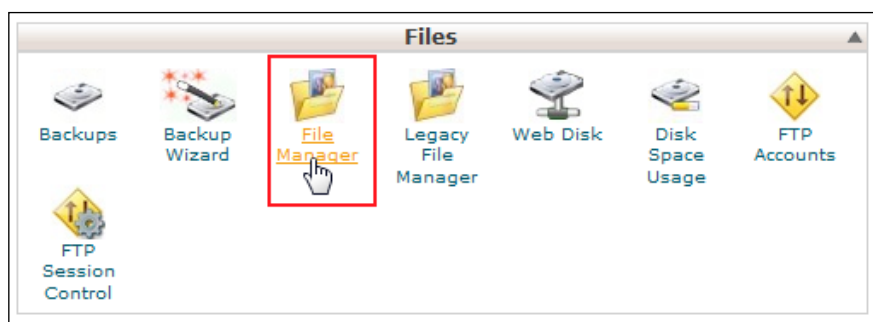 Files
Backups
Backup
Wizard
File
Manager
Legacy
File
Manager
Web Disk
Disk
Space
Usage
FTP
Accounts
FTP
Session
Control